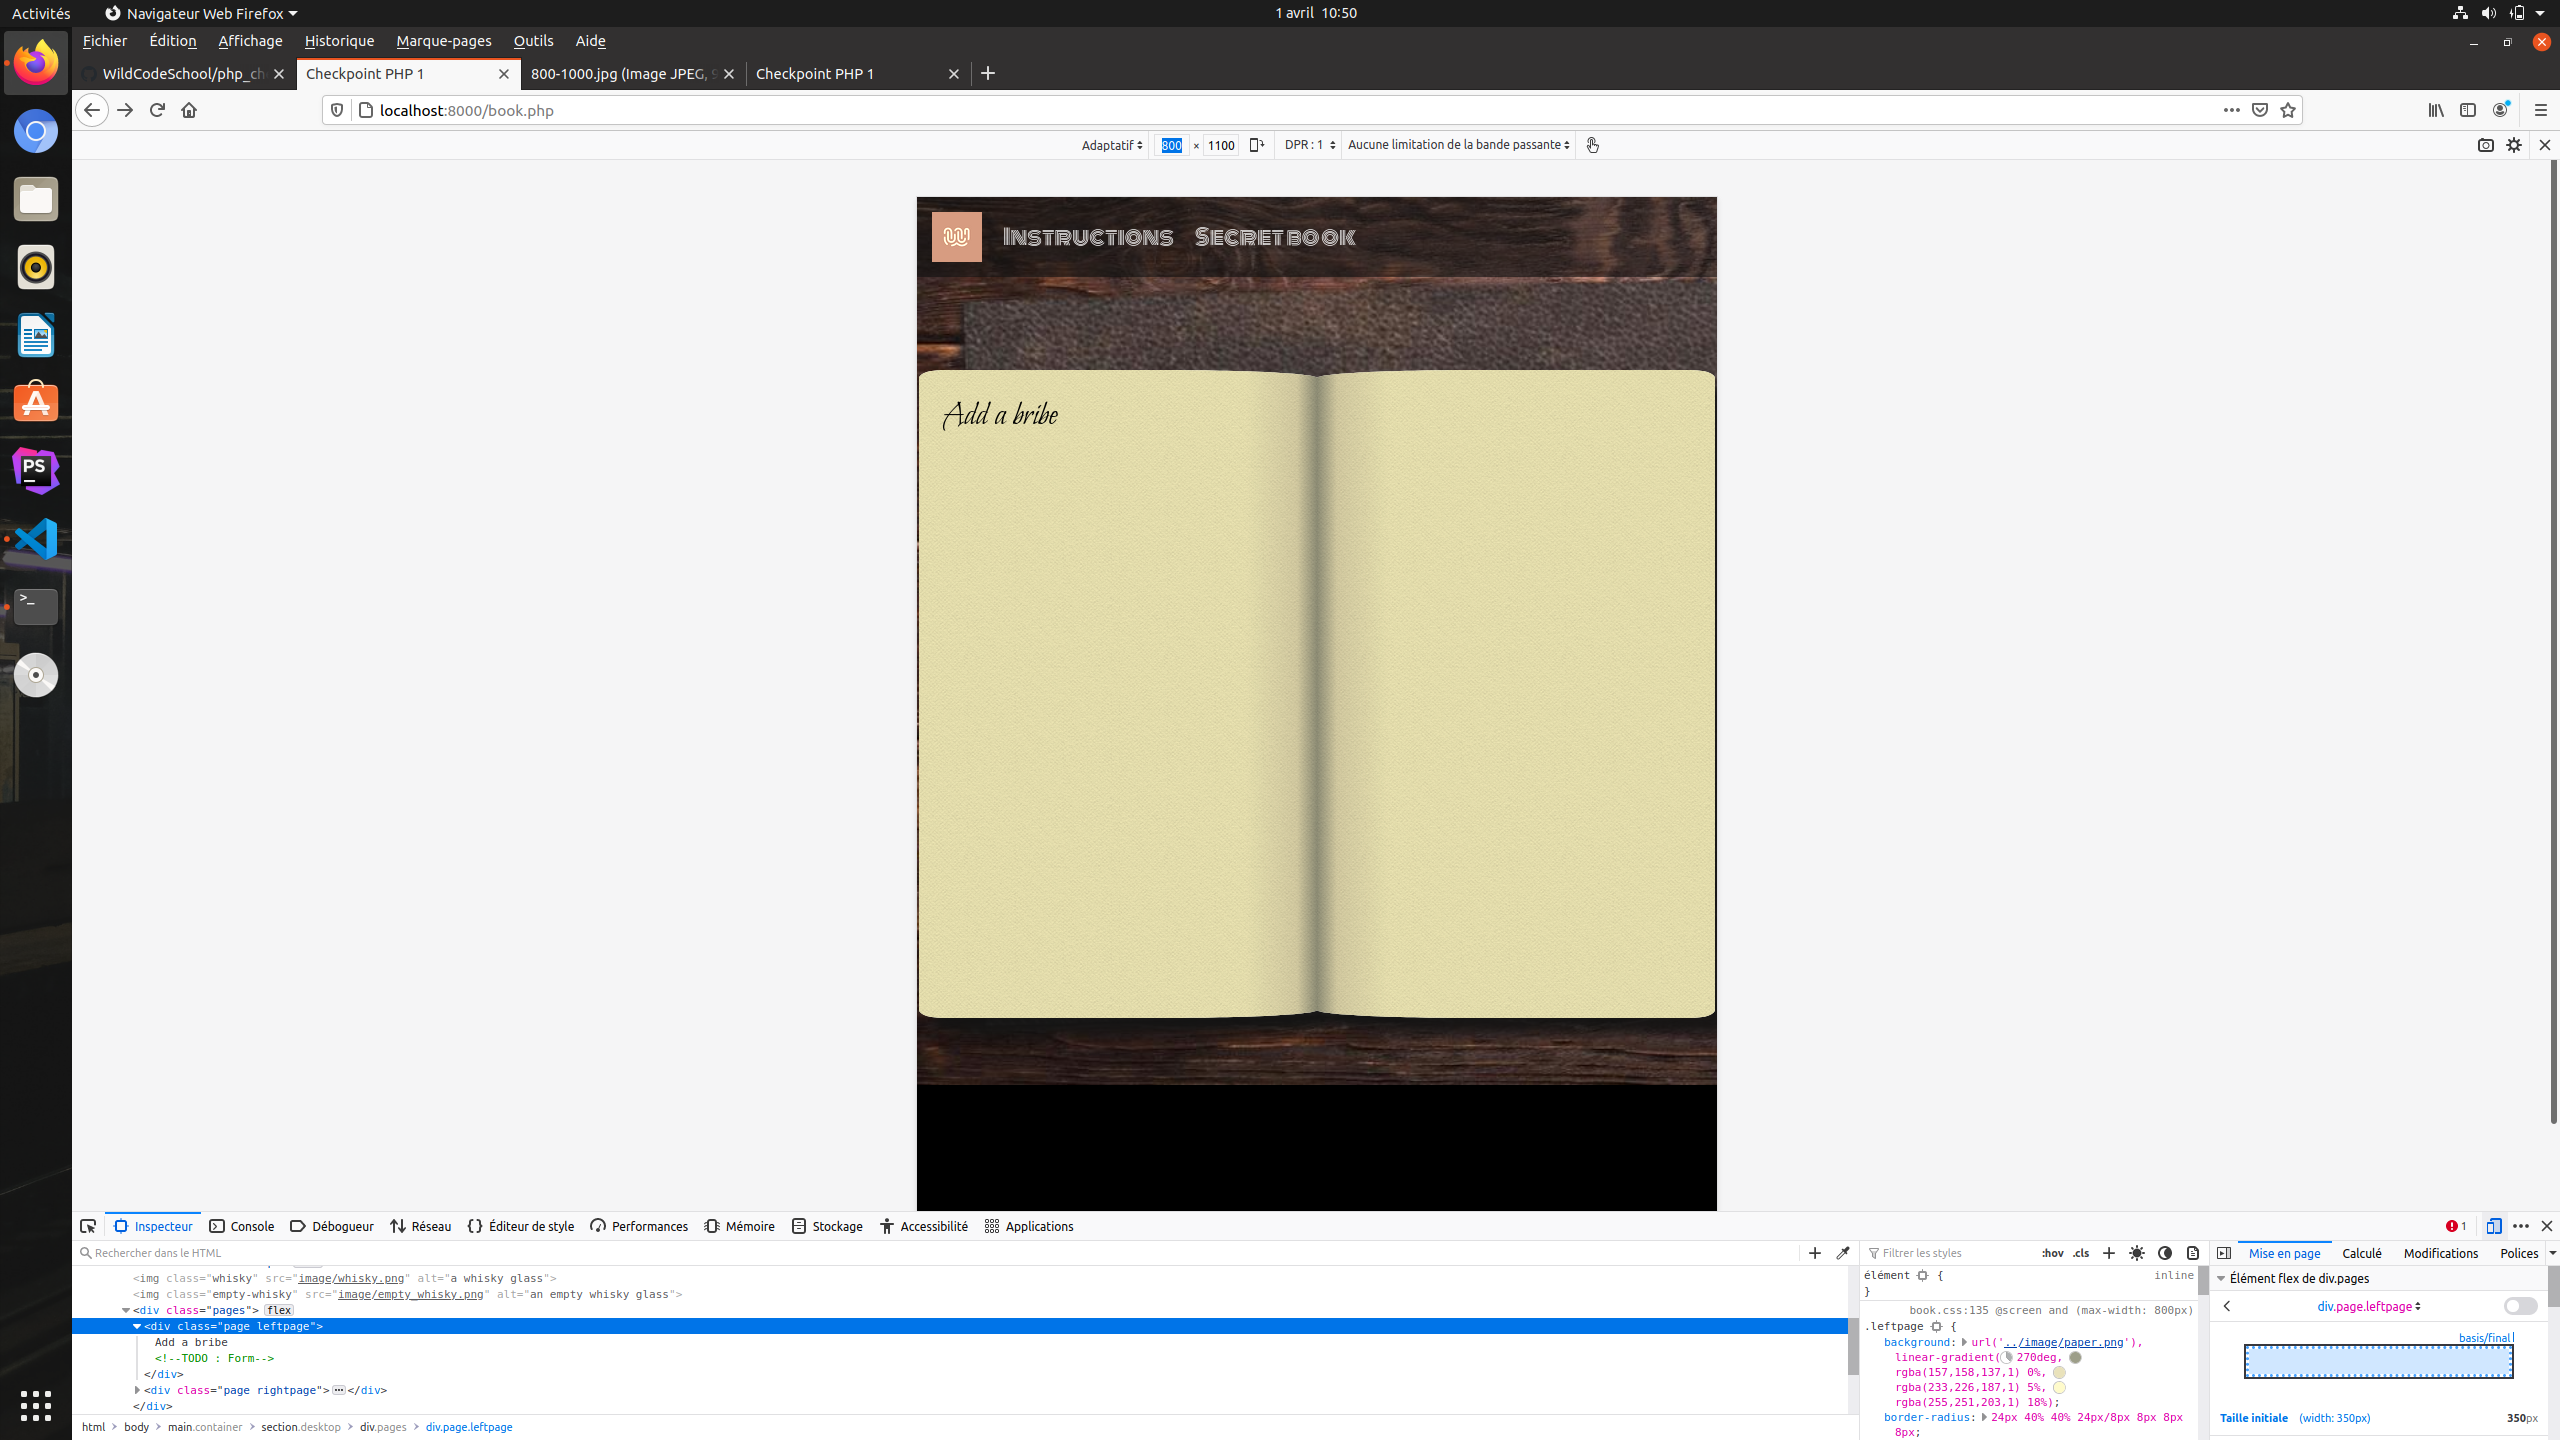 Activités Navigateur Web Firefox 1 avril 10:50
Fichier Édition Affichage Historique Marque-pages Outils Aide
WildCodeSchool/php_ch Checkpoint PHP 1 800-1000.jpg (Image JPEG, 9 Checkpoint PHP 1
localhost:8000/book.php
Adaptatif 800 × 1100 DPR : 1 Aucune limitation de la bande passante
W Instructions Secret book
Add a bribe
PS
Inspecteur Console Débogueur Réseau Éditeur de style Performances Mémoire Stockage Accessibilité Applications 1
Rechercher dans le HTML
<img class="whisky" src="image/whisky.png" alt="a whisky glass">
<img class="empty-whisky" src="image/empty_whisky.png" alt="an empty whisky glass">
<div class="pages"> flex
<div class="page leftpage">
Add a bribe
<!--TODO : Form-->
</div>
<div class="page rightpage"></div>
</div>
html body main.container section.desktop div.pages div.page.leftpage
Filtrer les styles :hov .cls
élément { inline
}
book.css:135 @screen and (max-width: 800px)
.leftpage {
background: url('../image/paper.png'),
linear-gradient( 270deg,
rgba(157,158,137,1) 0%,
rgba(233,226,187,1) 5%,
rgba(255,251,203,1) 18%);
border-radius: 24px 40% 40% 24px/8px 8px 8px
8px;
Mise en page Calculé Modifications Polices
Élément flex de div.pages
div.page.leftpage
basis/final
Taille initiale (width: 350px) 350px